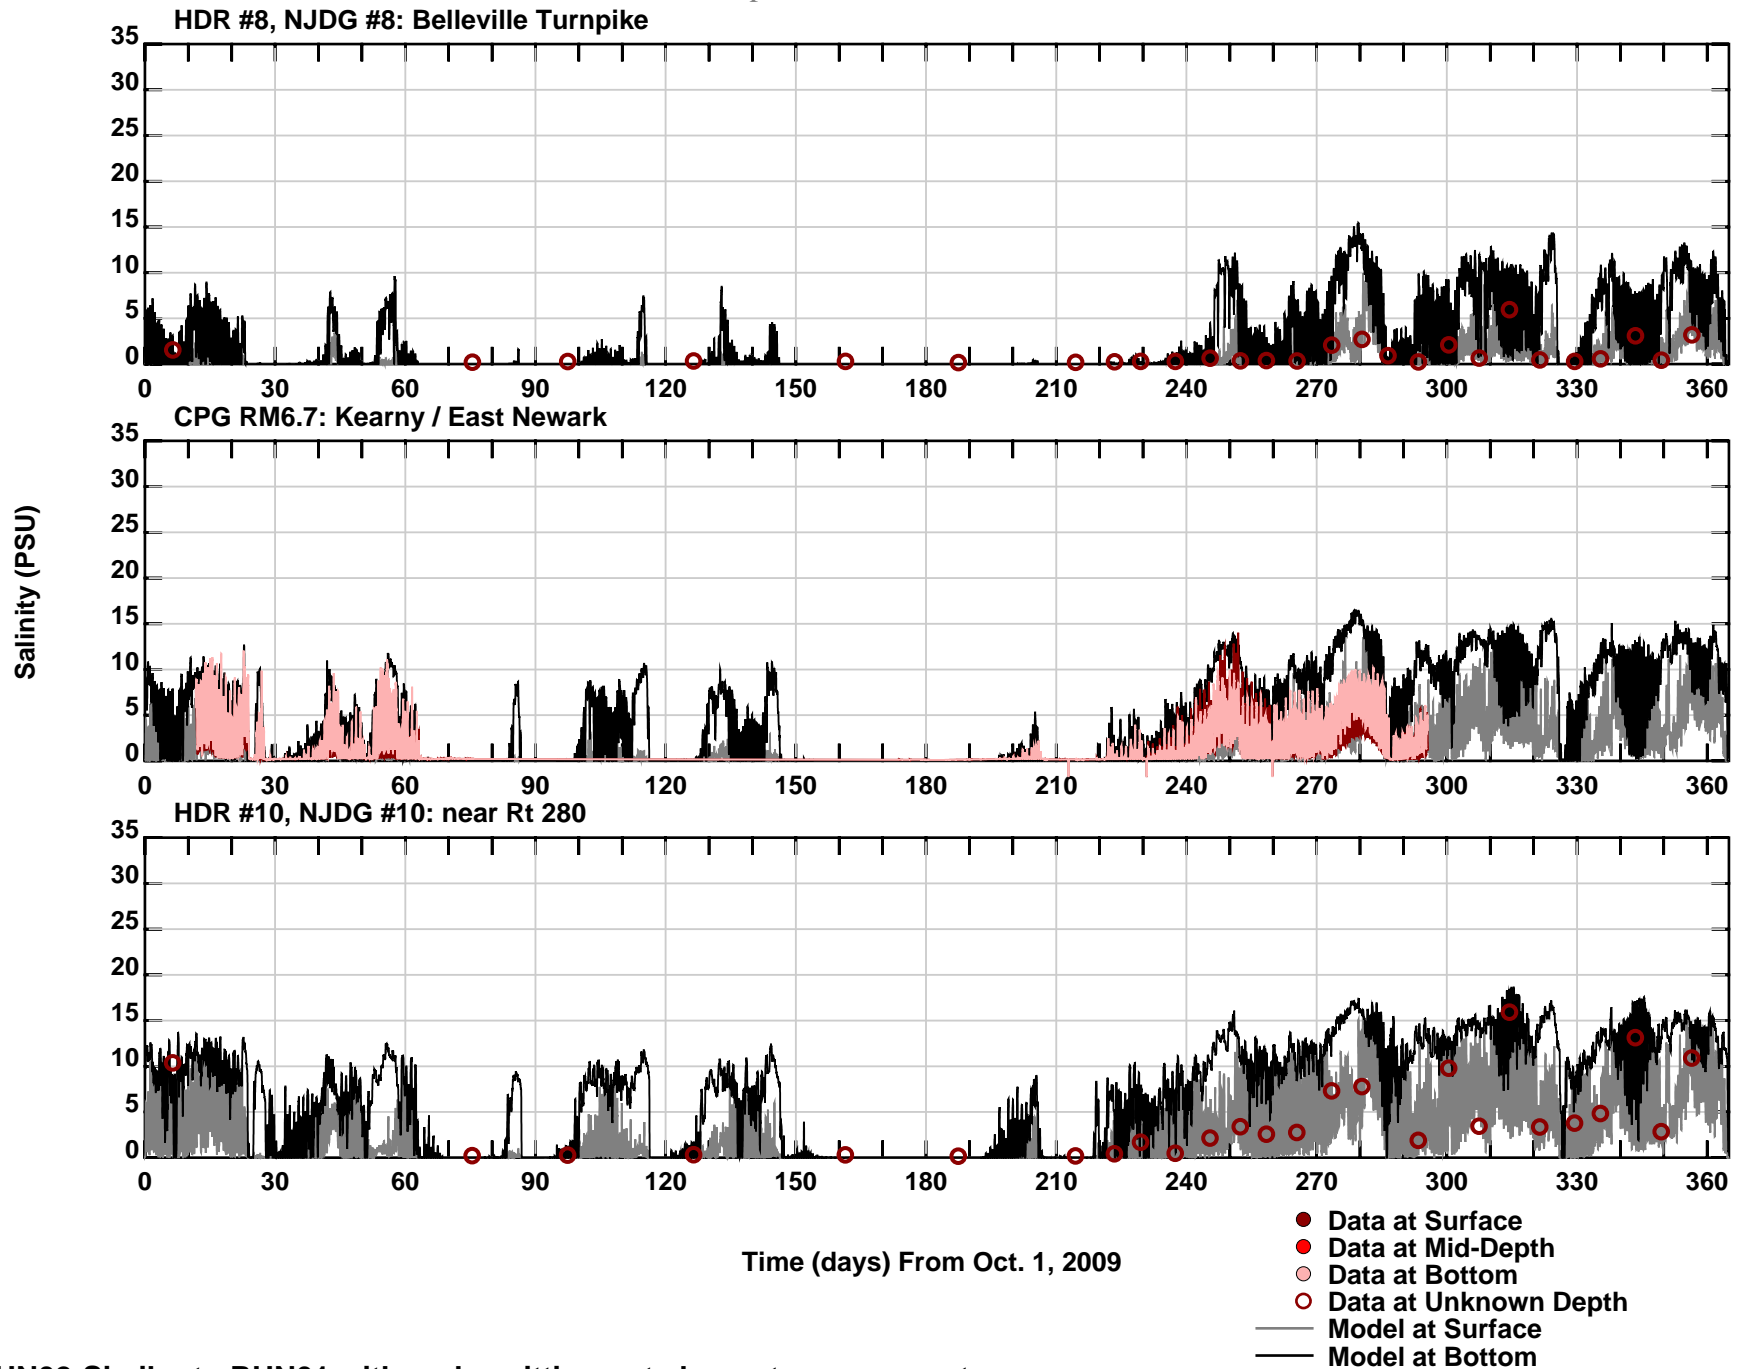 HDR #8, NJDG #8: Belleville Turnpike
35
30
25
20
15
10
5
0
0 30 60 90 120 150 180 210 240 270 300 330 360
CPG RM6.7: Kearny / East Newark
35
30
25
20
15
10
5
0
0 30 60 90 120 150 180 210 240 270 300 330 360
Salinity (PSU)
HDR #10, NJDG #10: near Rt 280
35
30
25
20
15
10
5
0
0 30 60 90 120 150 180 210 240 270 300 330 360
Time (days) From Oct. 1, 2009
Data at Surface
Data at Mid-Depth
Data at Bottom
Data at Unknown Depth
Model at Surface
Model at Bottom